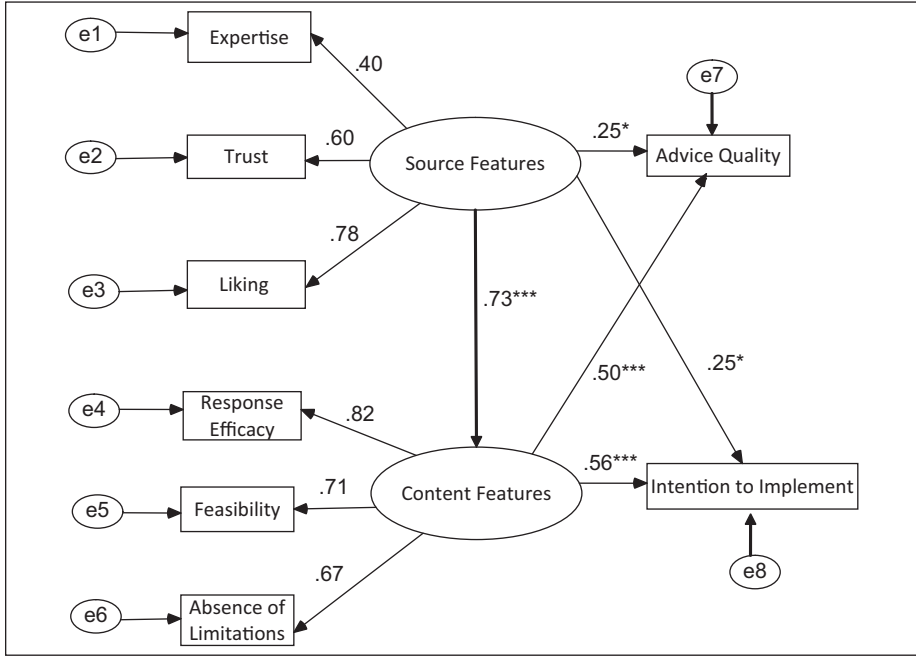 e1
Expertise
.40
e7
e2
Trust
.60
Source Features
.25*
Advice Quality
.78
e3
Liking
.73***
.50***
.25*
e4
Response
Efficacy
.82
.56***
e5
Feasibility
.71
Content Features
Intention to Implement
.67
e8
e6
Absence of
Limitations